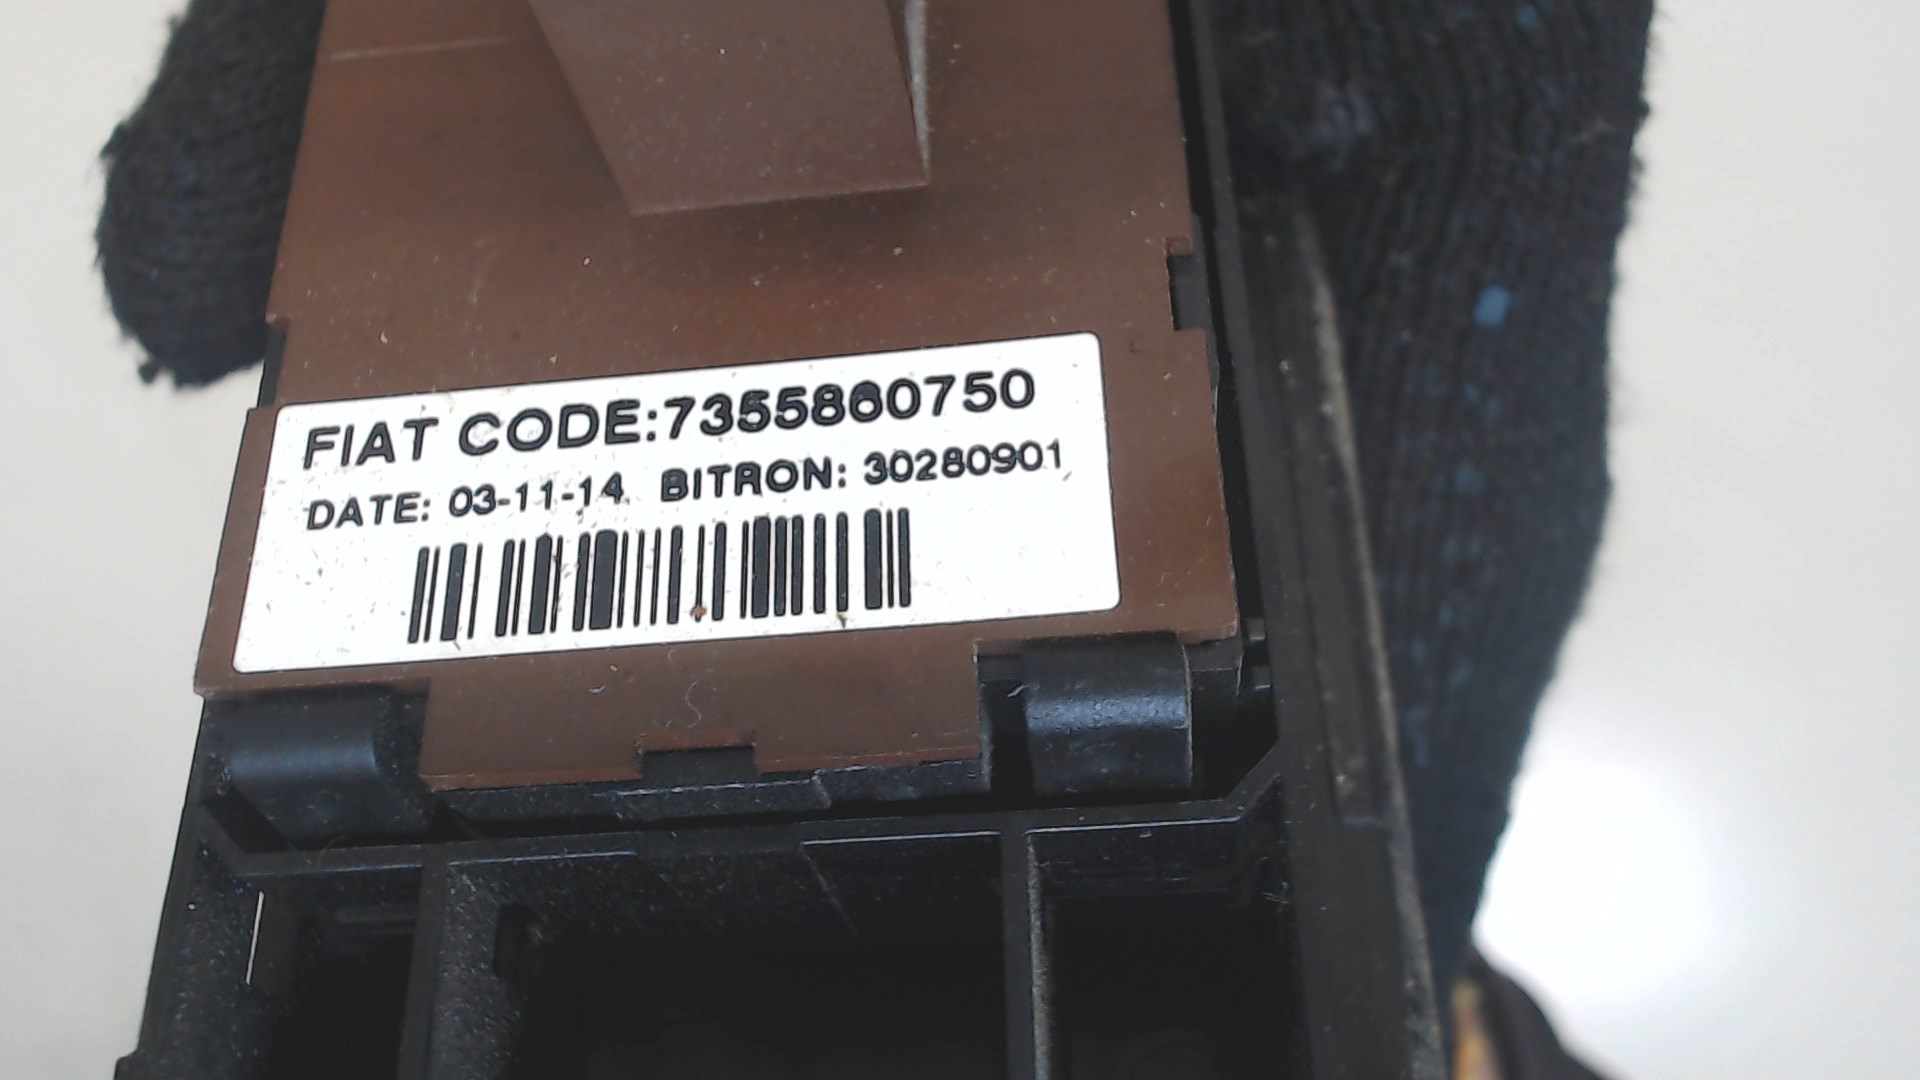 FIAT CODE:7355860750
DATE: 03-11-14 BITRON: 30280901